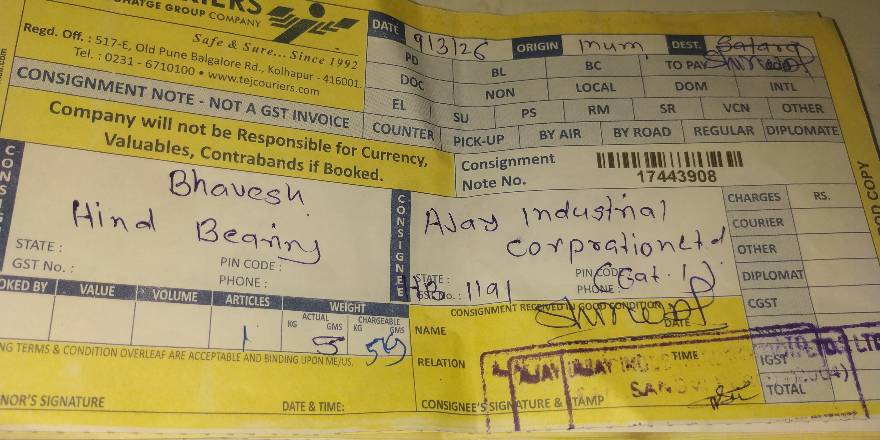 HATGE GROUP COMPANY
Safe & Sure... Since 1992
Regd. Off. : 517-E, Old Pune Balgalore Rd., Kolhapur - 416001.
Tel. : 0231 - 6710100 • www.tejcouriers.com
CONSIGNMENT NOTE - NOT A GST INVOICE
Company will not be Responsible for Currency,
Valuables, Contrabands if Booked.
DATE 9/3/26 ORIGIN mum DEST. Satara
PD BL BC TO PAY
DOC NON LOCAL DOM INTL
EL SU PS RM SR VCN OTHER
COUNTER PICK-UP BY AIR BY ROAD REGULAR DIPLOMATE
Consignment
Note No. 17443908
Bhavesh
Hind Bearing
STATE :
GST No. : PIN CODE :
PHONE :
CONSIGNEE
Ajay Industrial
Corpration Ltd
STATE : PIN CODE
PHONE :
1191
CHARGES RS.
COURIER
OTHER
DIPLOMAT
CGST
IGST
TOTAL
OKED BY VALUE VOLUME ARTICLES WEIGHT
ACTUAL CHARGEABLE
KG GMS KG GMS
1 5
NG TERMS & CONDITION OVERLEAF ARE ACCEPTABLE AND BINDING UPON ME/US.
NOR'S SIGNATURE DATE & TIME:
CONSIGNMENT RECEIVED IN GOOD CONDITION
NAME DATE
RELATION TIME
CONSIGNEE'S SIGNATURE & STAMP
OD COPY